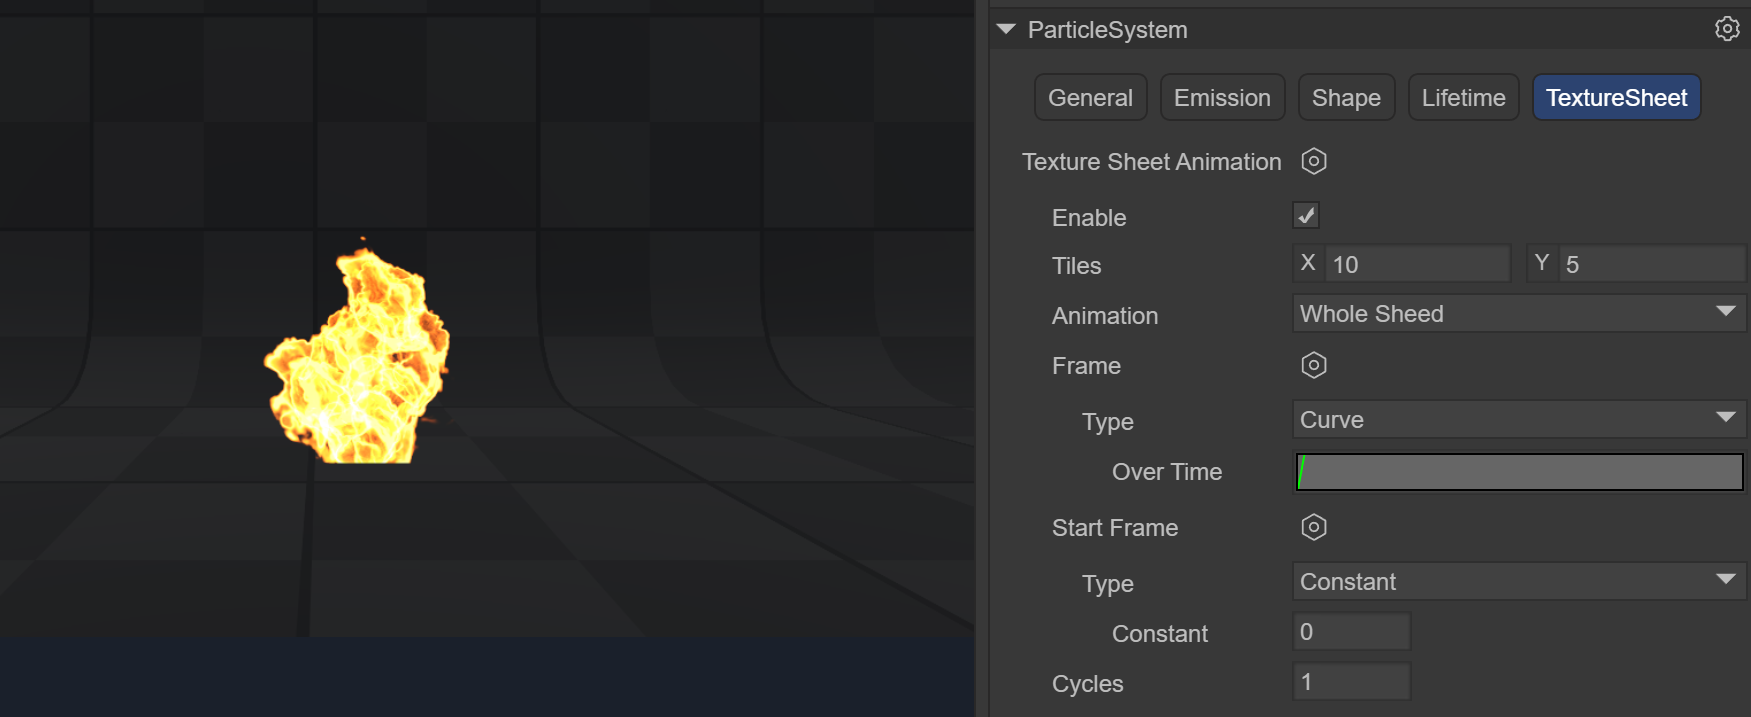 ParticleSystem
General Emission Shape Lifetime TextureSheet
Texture Sheet Animation
Enable
Tiles X 10 Y 5
Animation Whole Sheed
Frame
Type Curve
Over Time
Start Frame
Type Constant
Constant 0
Cycles 1